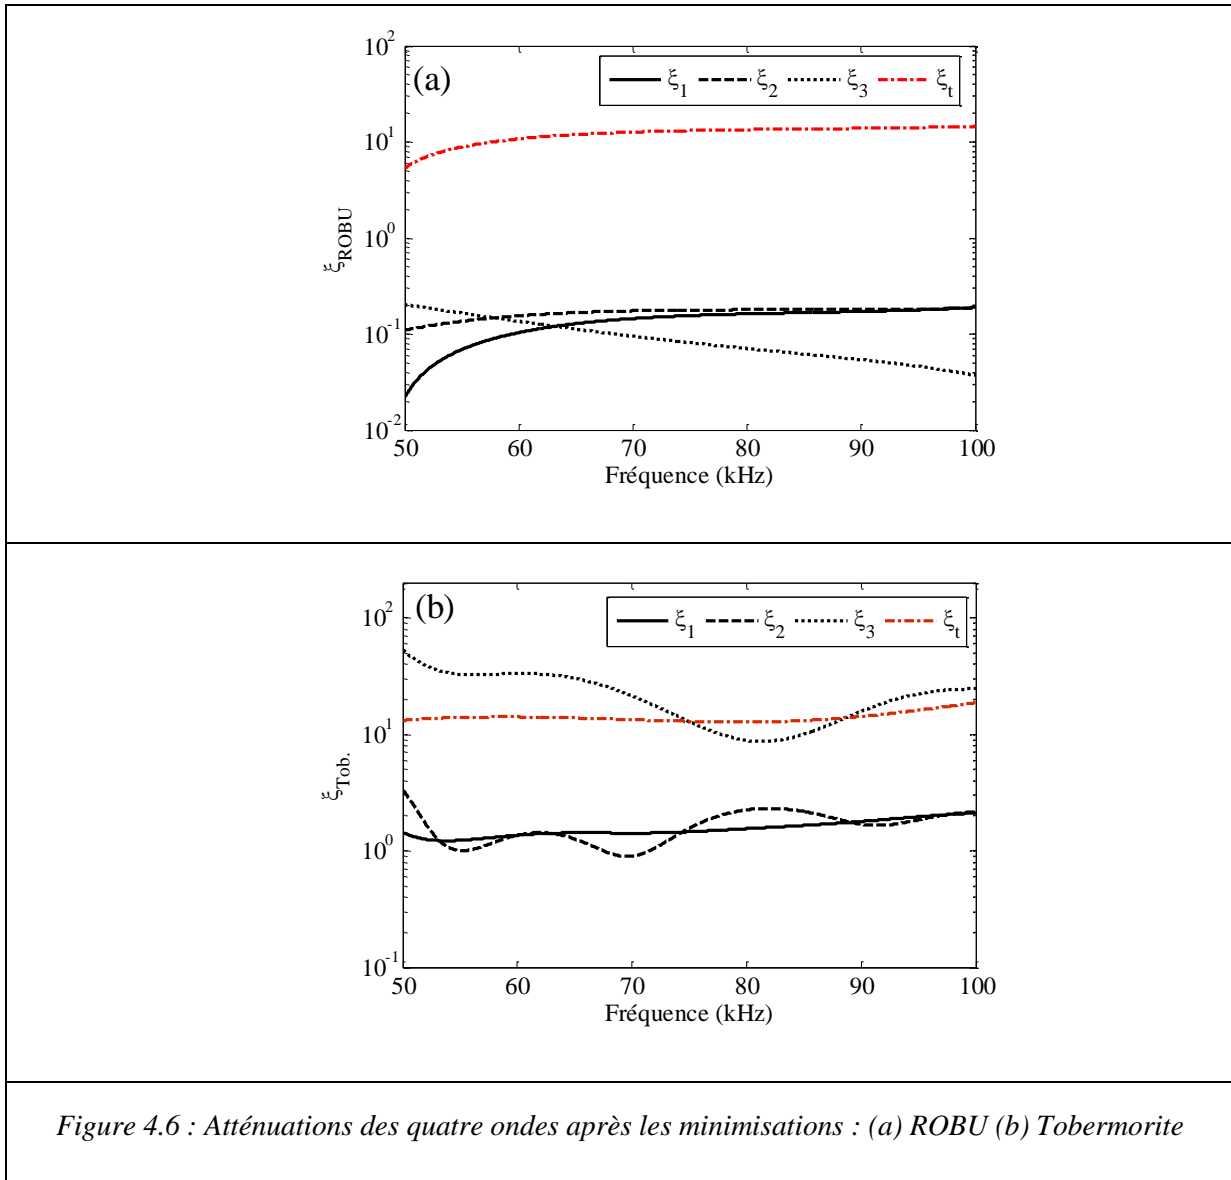 (a)
ξ1 ξ2 ξ3 ξt
10^2
10^1
10^0
10^-1
10^-2
ξROBU
50 60 70 80 90 100
Fréquence (kHz)
(b)
ξ1 ξ2 ξ3 ξt
10^2
10^1
10^0
10^-1
ξTob.
50 60 70 80 90 100
Fréquence (kHz)
Figure 4.6 : Atténuations des quatre ondes après les minimisations : (a) ROBU (b) Tobermorite